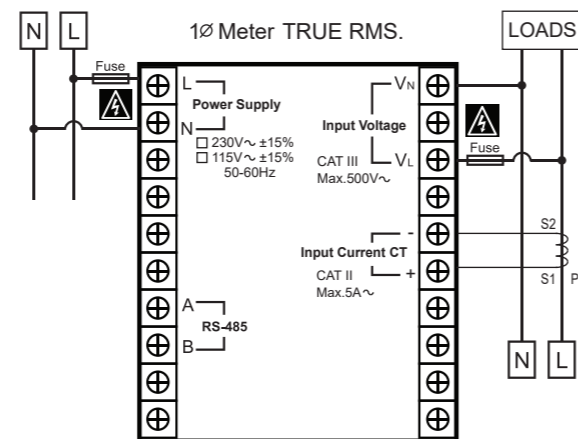 N L
1Ø Meter TRUE RMS.
LOADS
Fuse
L
Power Supply
N
□ 230V~ ±15%
□ 115V~ ±15%
50-60Hz
VN
Input Voltage
CAT III
Max.500V~
VL
Fuse
-
Input Current CT
CAT II
Max.5A~
+
S2
S1 P
A
RS-485
B
N L